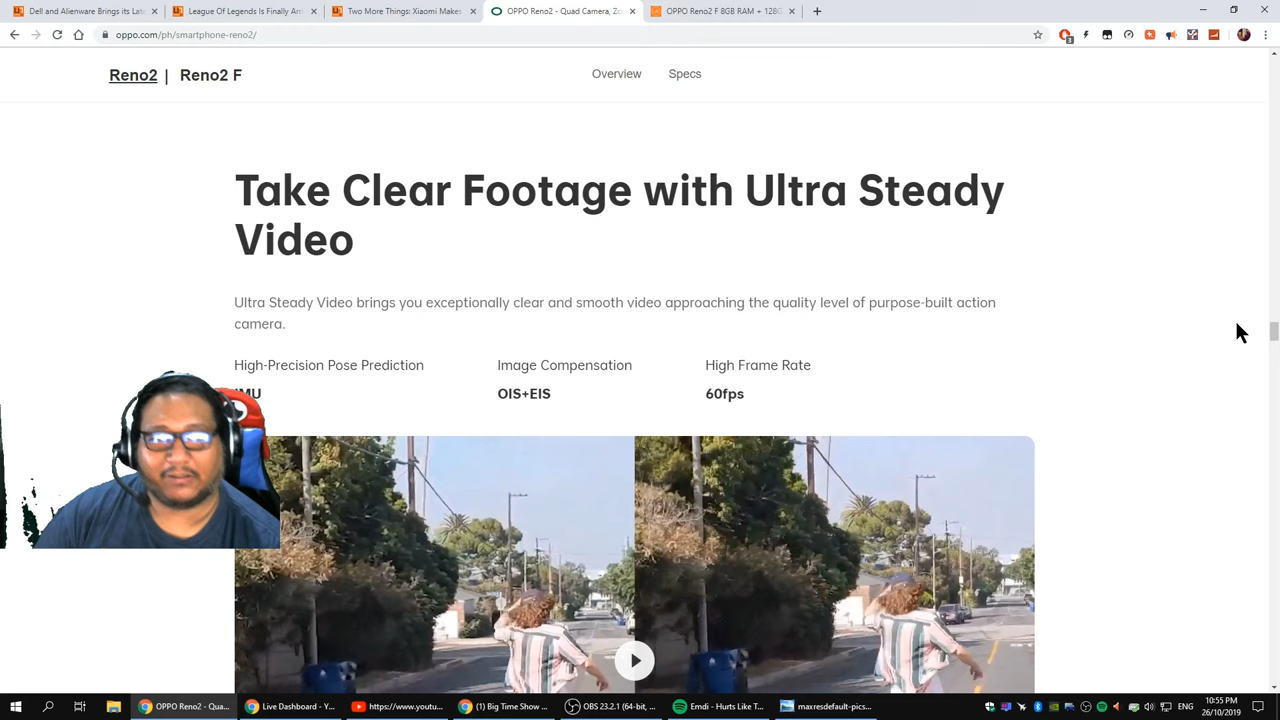 Dell and Alienware Brings its Late
League Of Legends Is Finally Arri
Two More Things: Xiaomi Makes
OPPO Reno2 - Quad Camera, Zo
OPPO Reno2 F 8GB RAM + 128G
oppo.com/ph/smartphone-reno2/
3
Reno2 | Reno2 F
Overview Specs
Take Clear Footage with Ultra Steady
Video
Ultra Steady Video brings you exceptionally clear and smooth video approaching the quality level of purpose-built action
camera.
High-Precision Pose Prediction Image Compensation High Frame Rate
IMU OIS+EIS 60fps
OPPO Reno2 - Qua...
Live Dashboard - Y...
https://www.youtu...
(1) Big Time Show ...
OBS 23.2.1 (64-bit, ...
Emdi - Hurts Like T...
maxresdefault-pics...
ENG
10:55 PM
26/10/2019